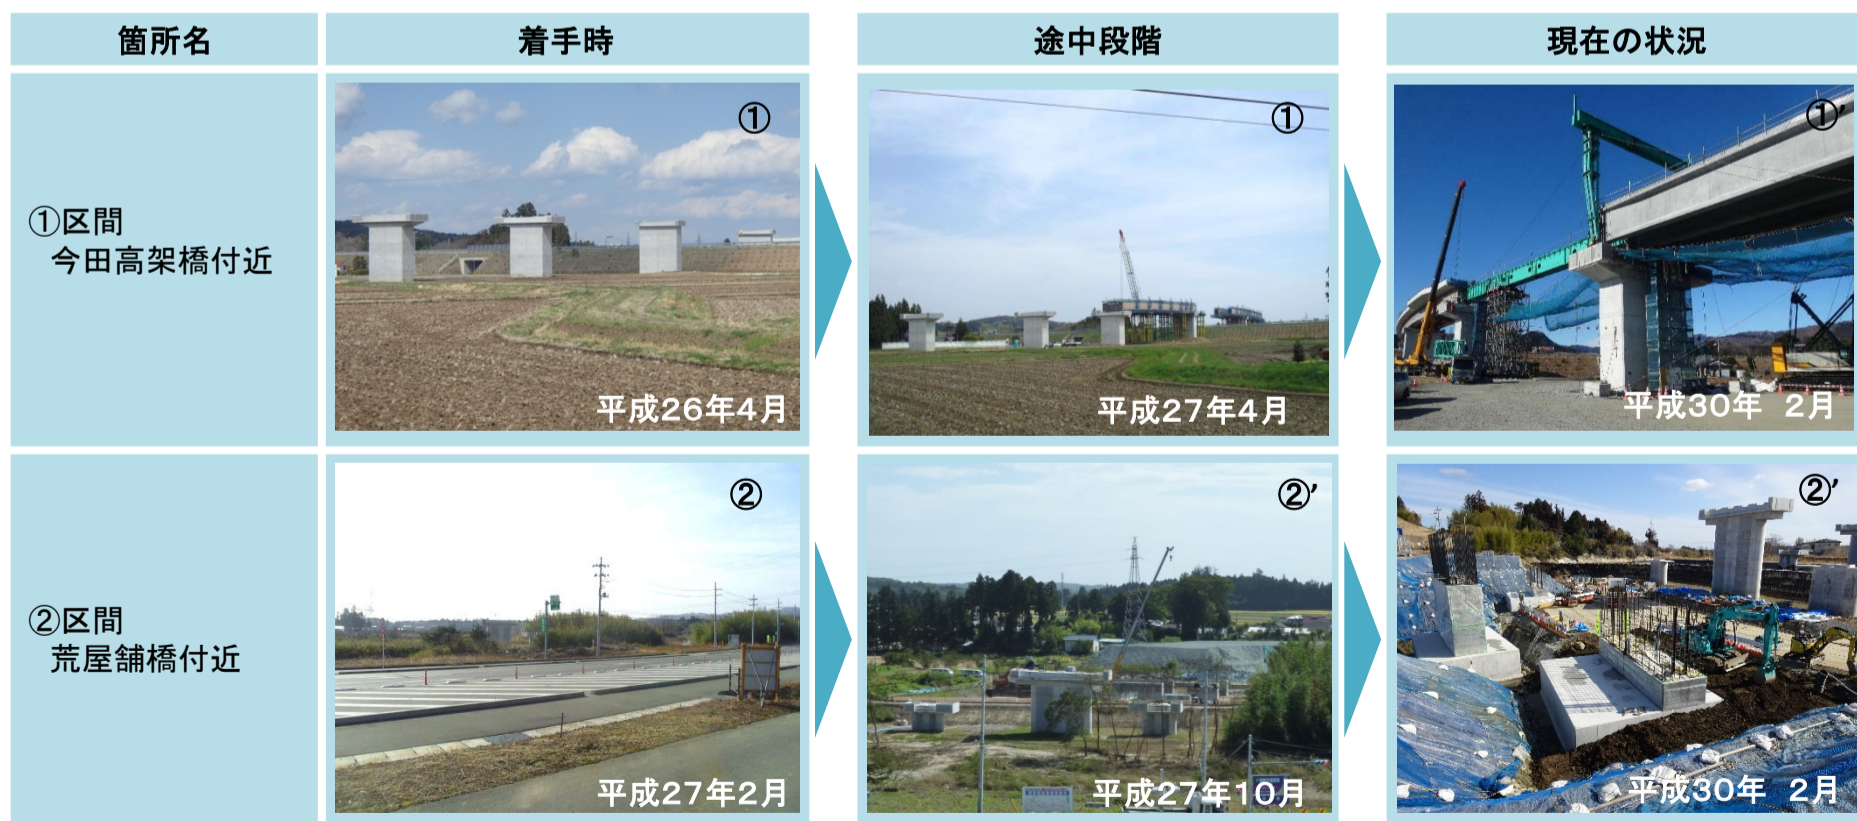 箇所名
着手時
途中段階
現在の状況
①区間
今田高架橋付近
①
平成26年4月
①
平成27年4月
①'
平成30年 2月
②区間
荒屋舗橋付近
②
平成27年2月
②'
平成27年10月
②'
平成30年 2月